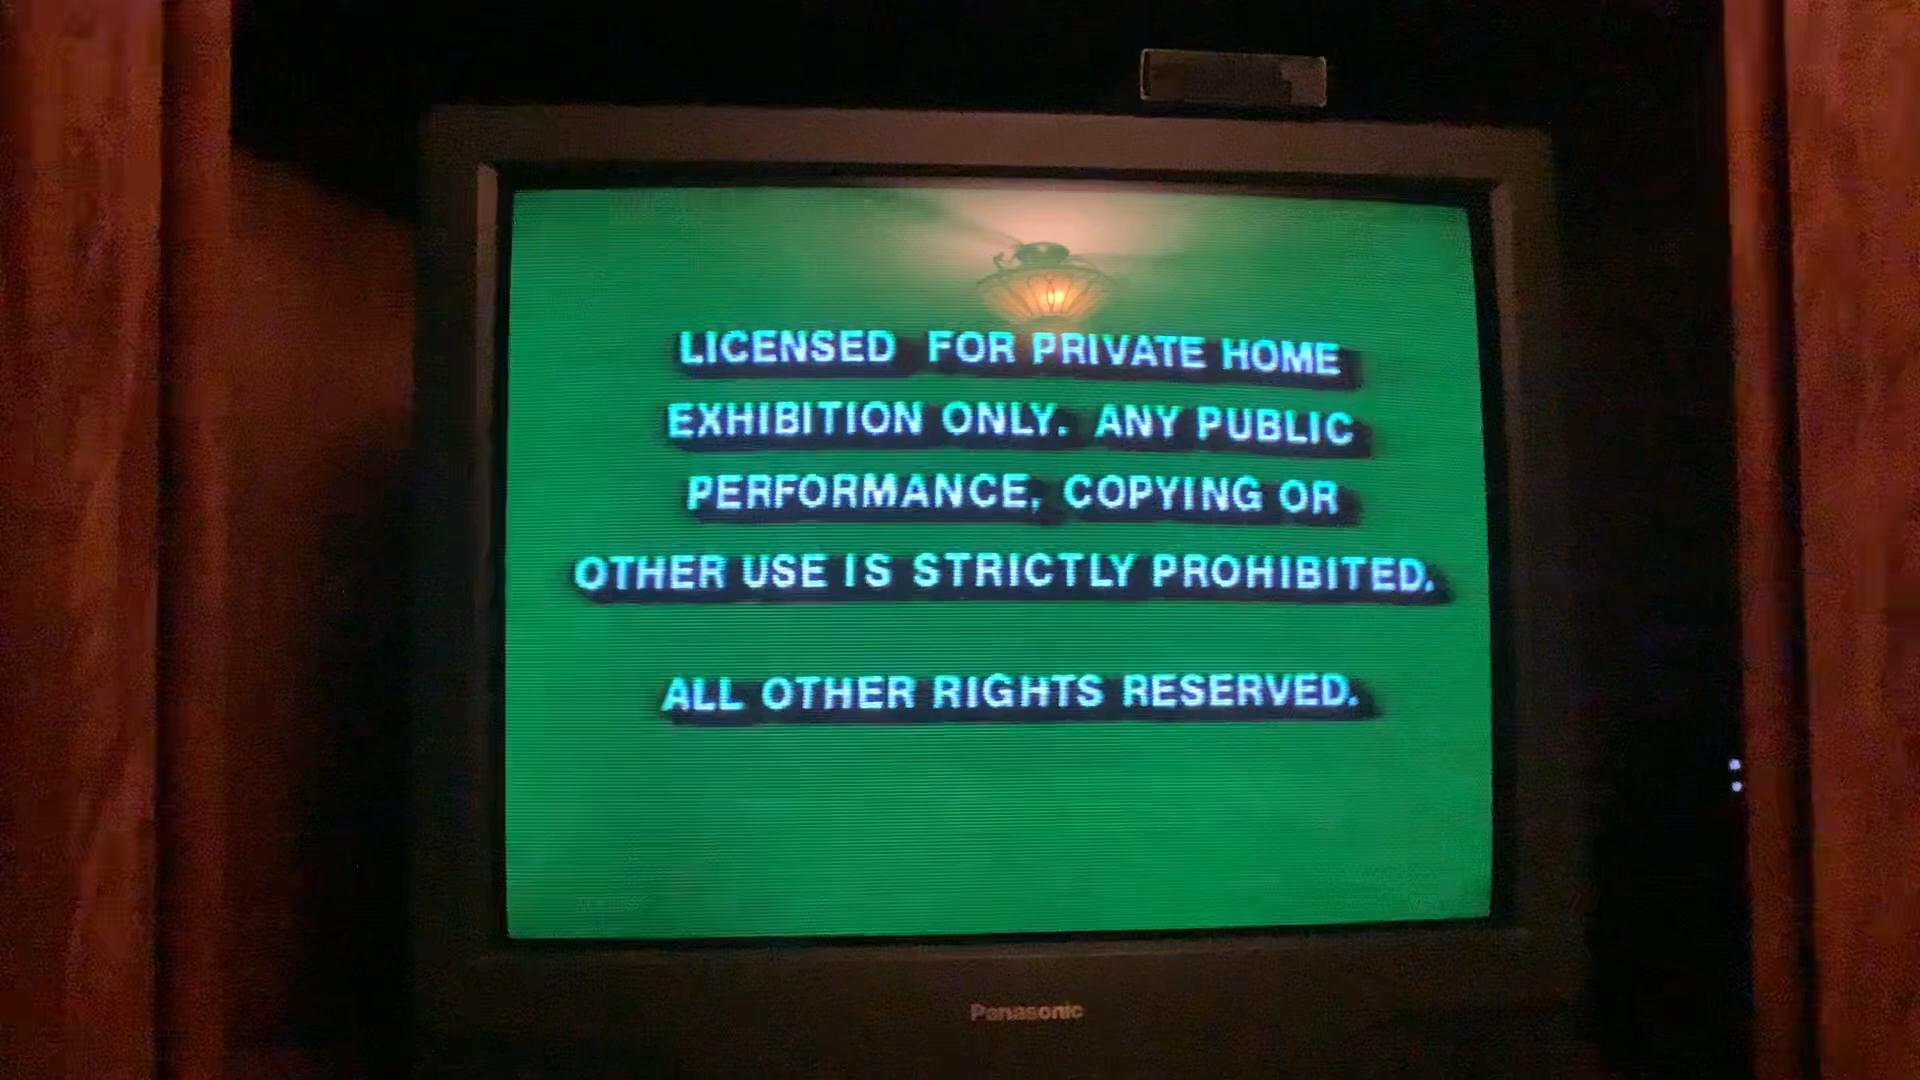 LICENSED FOR PRIVATE HOME
EXHIBITION ONLY. ANY PUBLIC
PERFORMANCE, COPYING OR
OTHER USE IS STRICTLY PROHIBITED.
ALL OTHER RIGHTS RESERVED.
Panasonic